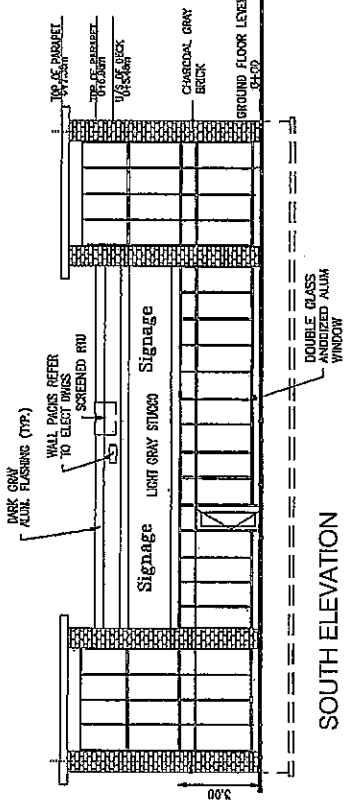 TOP OF PARAPET
TOP OF PARAPET
U/S OF DECK
CHARCOAL GRAY
BRICK
GROUND FLOOR LEVEL
DARK GRAY
ALUM. FLASHING (TYP.)
WALL PACKS REFER
TO ELECT DWGS
SCREENED RTU
Signage
LIGHT GRAY STUCCO
Signage
DOUBLE GLASS
ANODIZED ALUM
WINDOW
3.00
SOUTH ELEVATION